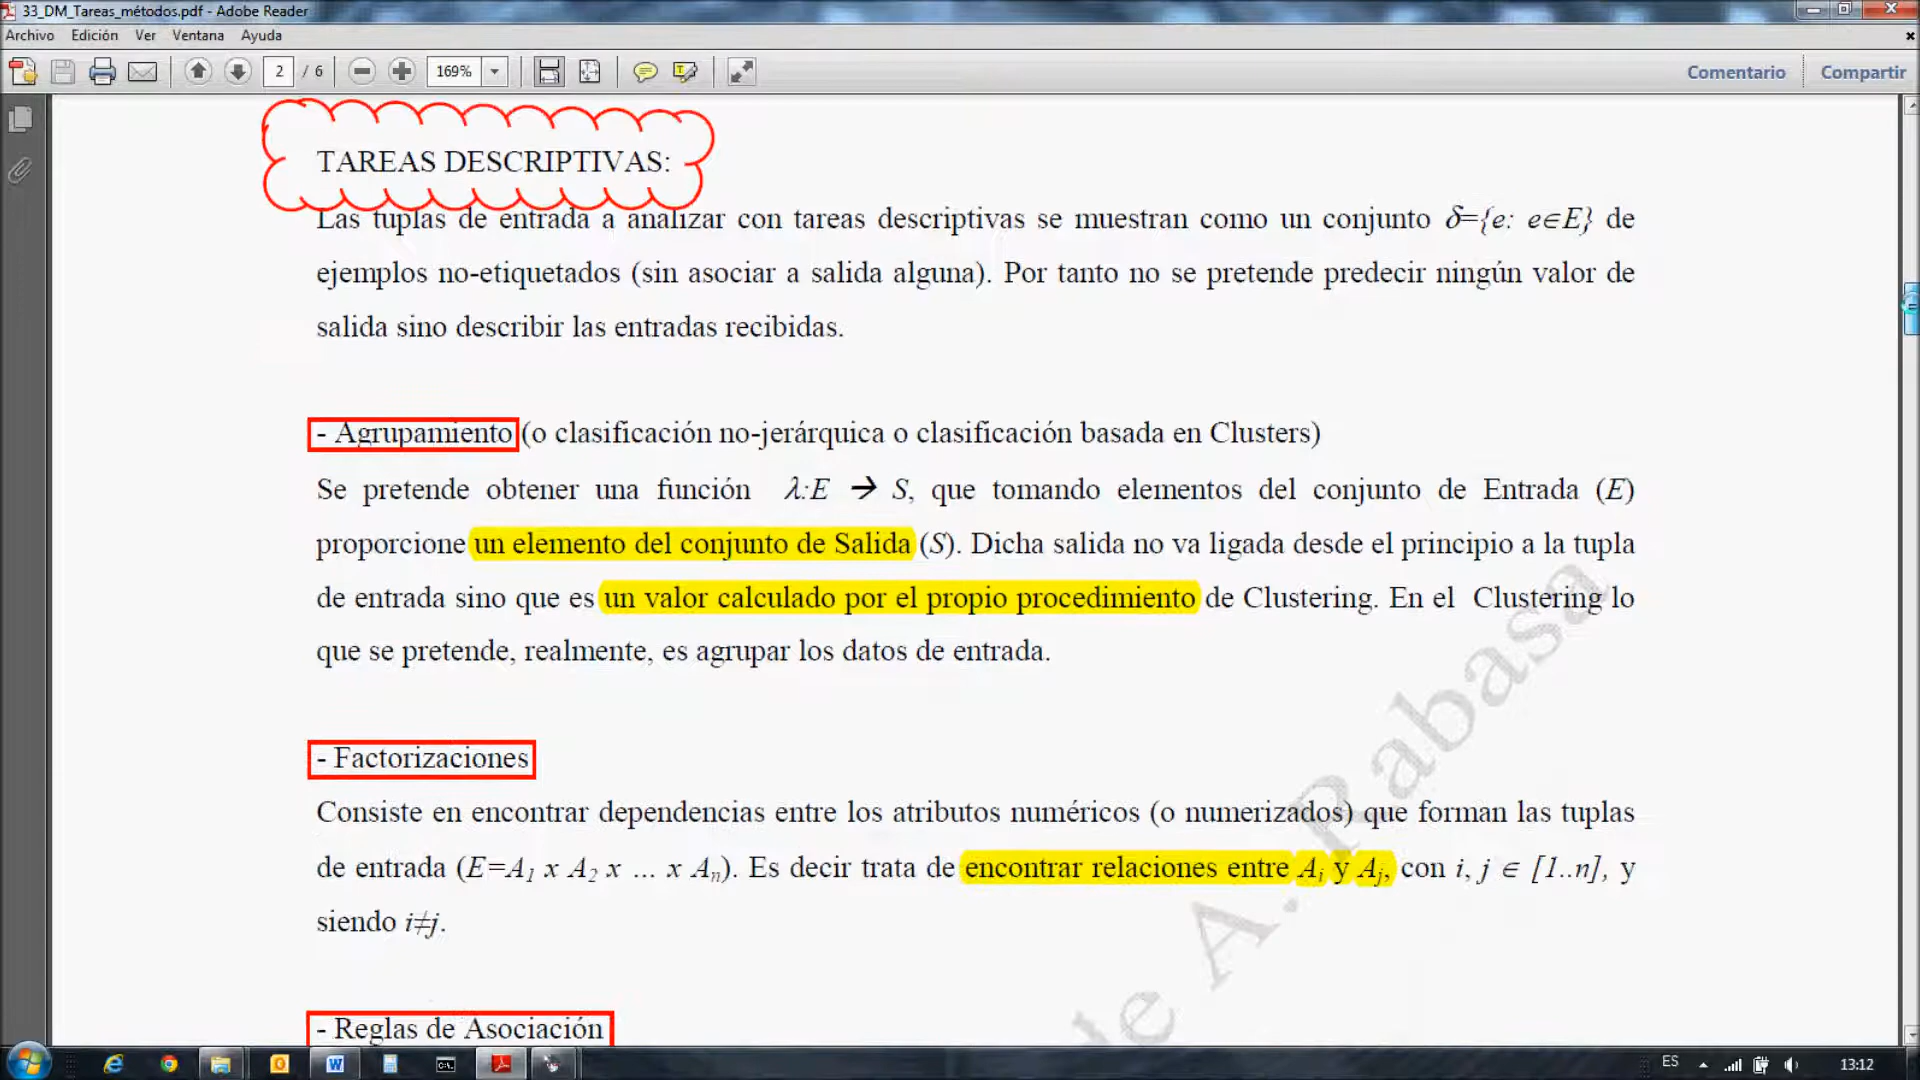 33_DM_Tareas_métodos.pdf - Adobe Reader
Archivo Edición Ver Ventana Ayuda
2 / 6 169% Comentario Compartir
TAREAS DESCRIPTIVAS:
Las tuplas de entrada a analizar con tareas descriptivas se muestran como un conjunto δ={e: e∈E} de
ejemplos no-etiquetados (sin asociar a salida alguna). Por tanto no se pretende predecir ningún valor de
salida sino describir las entradas recibidas.
- Agrupamiento (o clasificación no-jerárquica o clasificación basada en Clusters)
Se pretende obtener una función λ:E → S, que tomando elementos del conjunto de Entrada (E)
proporcione un elemento del conjunto de Salida (S). Dicha salida no va ligada desde el principio a la tupla
de entrada sino que es un valor calculado por el propio procedimiento de Clustering. En el Clustering lo
que se pretende, realmente, es agrupar los datos de entrada.
- Factorizaciones
Consiste en encontrar dependencias entre los atributos numéricos (o numerizados) que forman las tuplas
de entrada (E=A1 x A2 x ... x An). Es decir trata de encontrar relaciones entre Ai y Aj, con i, j ∈ [1..n], y
siendo i≠j.
- Reglas de Asociación
de A. Rabasa
ES 13:12